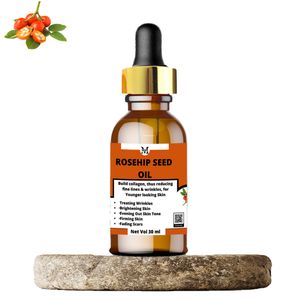 M
ROSEHIP SEED
OIL
Build collagen, thus reducing
fine lines & wrinkles, for
Younger looking Skin
• Treating Wrinkles
• Brightening Skin
• Evening Out Skin Tone
• Firming Skin
• Fading Scars
Net Vol 30 ml